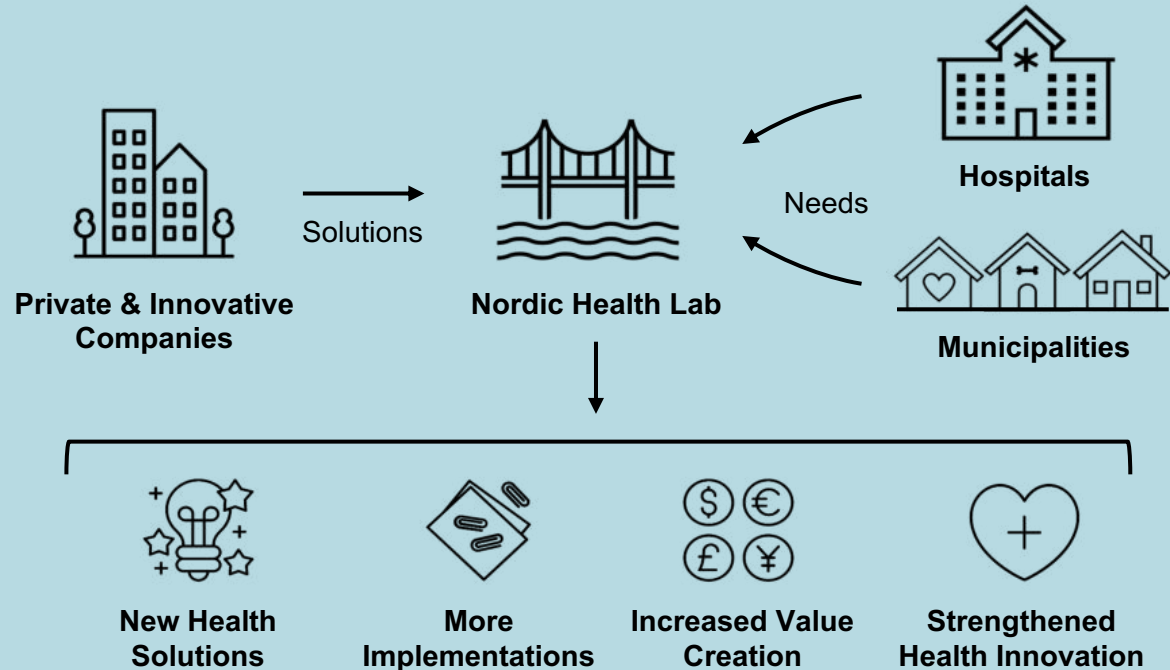 Hospitals
Solutions
Needs
Private & Innovative
Companies
Nordic Health Lab
Municipalities
$ €
£ ¥
New Health
Solutions
More
Implementations
Increased Value
Creation
Strengthened
Health Innovation